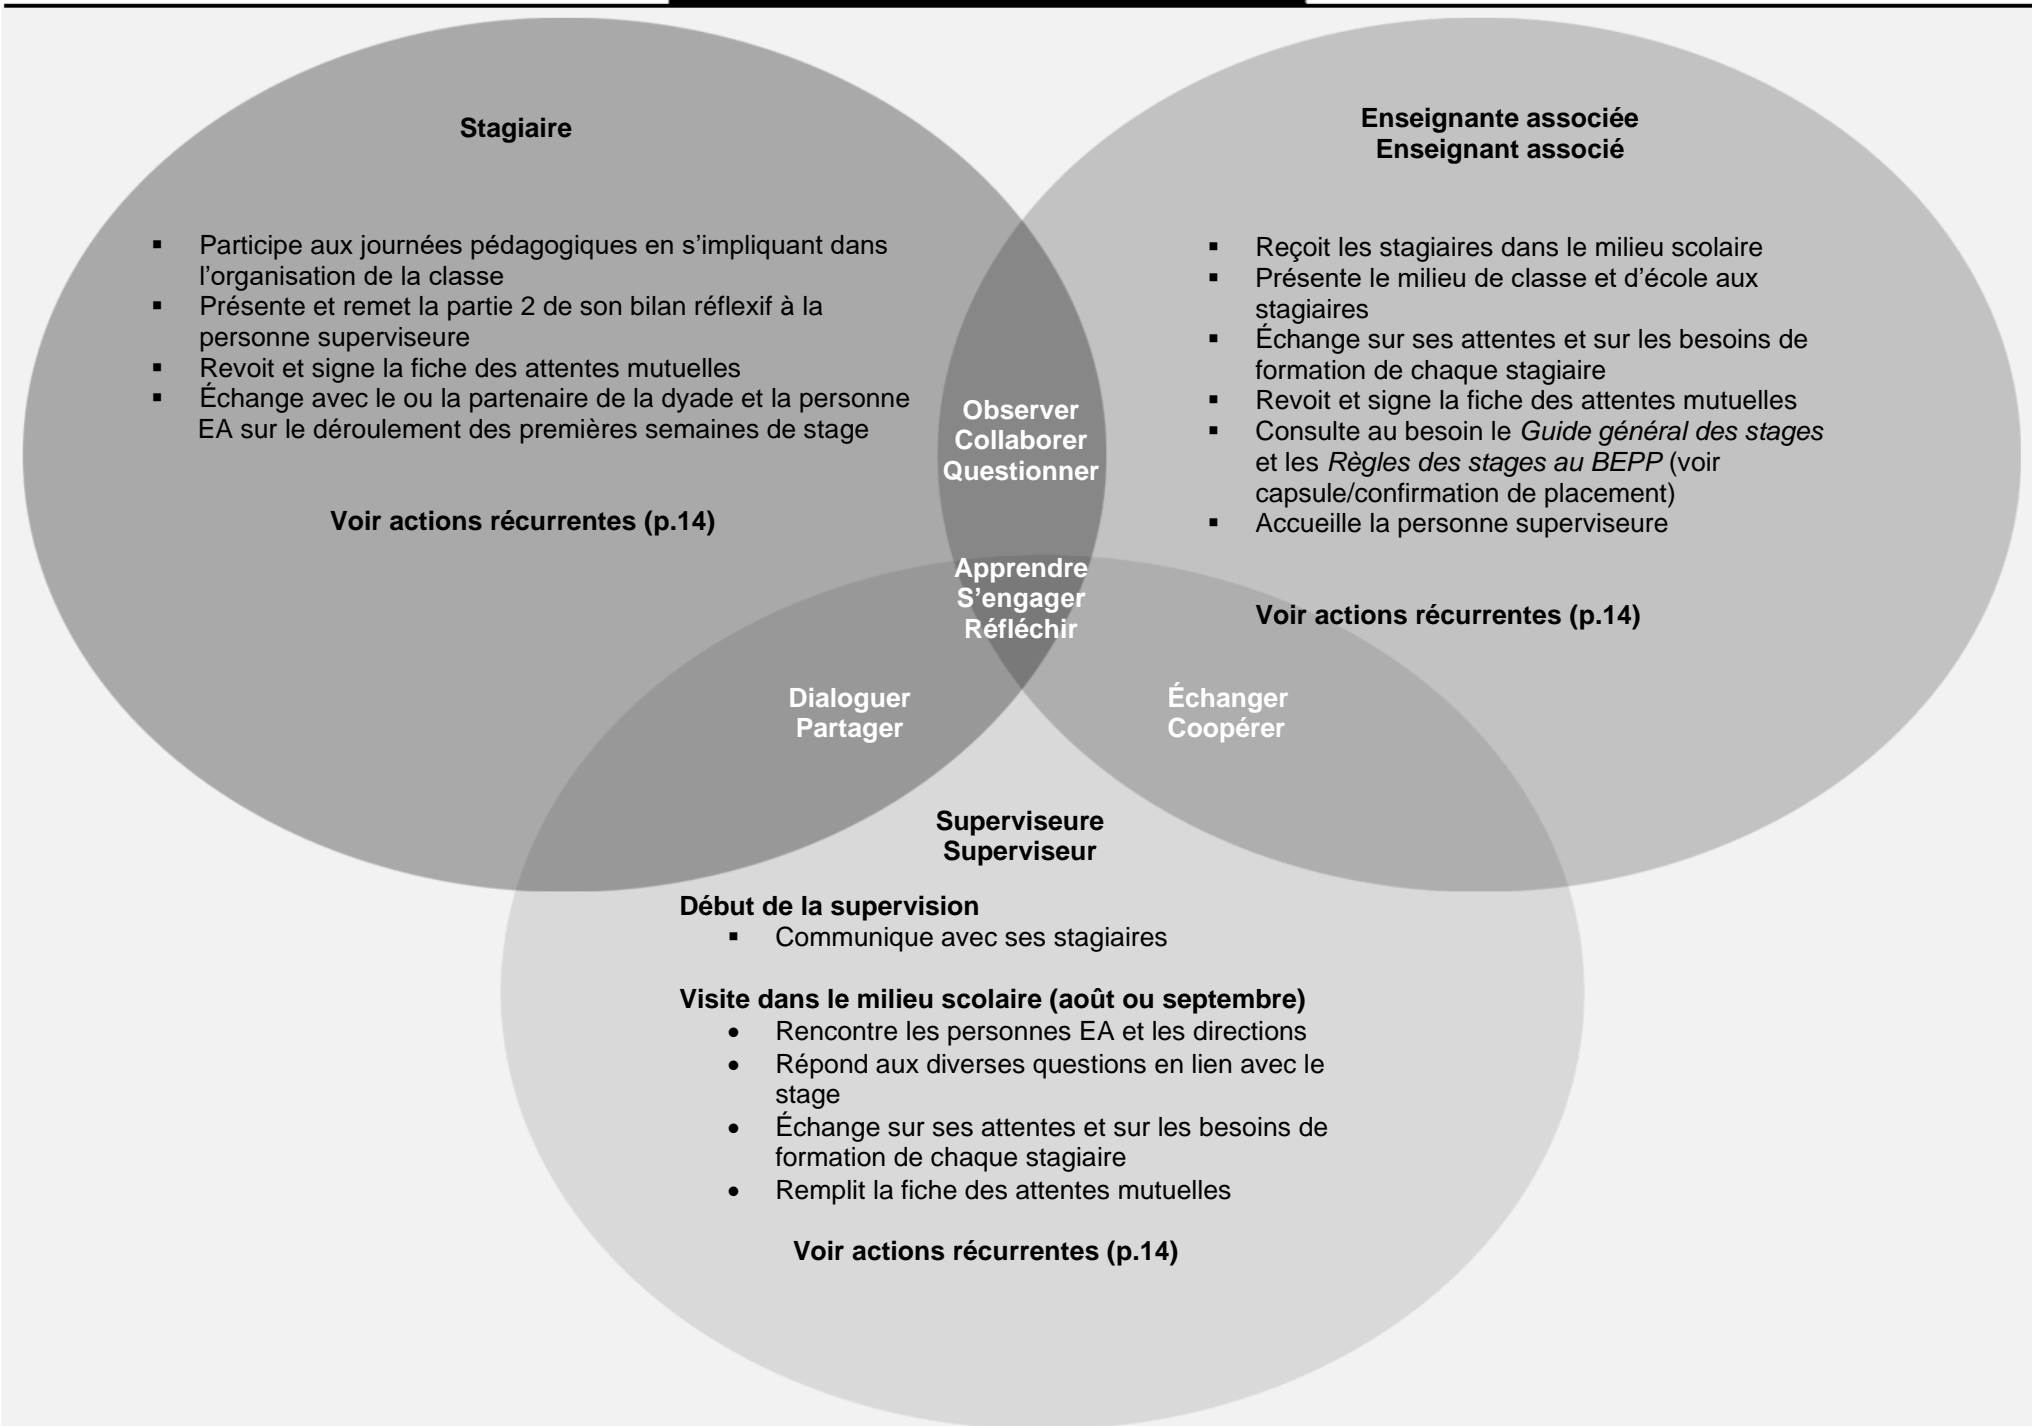 Stagiaire
▪ Participe aux journées pédagogiques en s’impliquant dans
l’organisation de la classe
▪ Présente et remet la partie 2 de son bilan réflexif à la
personne superviseure
▪ Revoit et signe la fiche des attentes mutuelles
▪ Échange avec le ou la partenaire de la dyade et la personne
EA sur le déroulement des premières semaines de stage
Voir actions récurrentes (p.14)
Enseignante associée
Enseignant associé
▪ Reçoit les stagiaires dans le milieu scolaire
▪ Présente le milieu de classe et d’école aux
stagiaires
▪ Échange sur ses attentes et sur les besoins de
formation de chaque stagiaire
▪ Revoit et signe la fiche des attentes mutuelles
▪ Consulte au besoin le Guide général des stages
et les Règles des stages au BEPP (voir
capsule/confirmation de placement)
▪ Accueille la personne superviseure
Voir actions récurrentes (p.14)
Observer
Collaborer
Questionner
Apprendre
S’engager
Réfléchir
Dialoguer
Partager
Échanger
Coopérer
Superviseure
Superviseur
Début de la supervision
▪ Communique avec ses stagiaires
Visite dans le milieu scolaire (août ou septembre)
• Rencontre les personnes EA et les directions
• Répond aux diverses questions en lien avec le
stage
• Échange sur ses attentes et sur les besoins de
formation de chaque stagiaire
• Remplit la fiche des attentes mutuelles
Voir actions récurrentes (p.14)